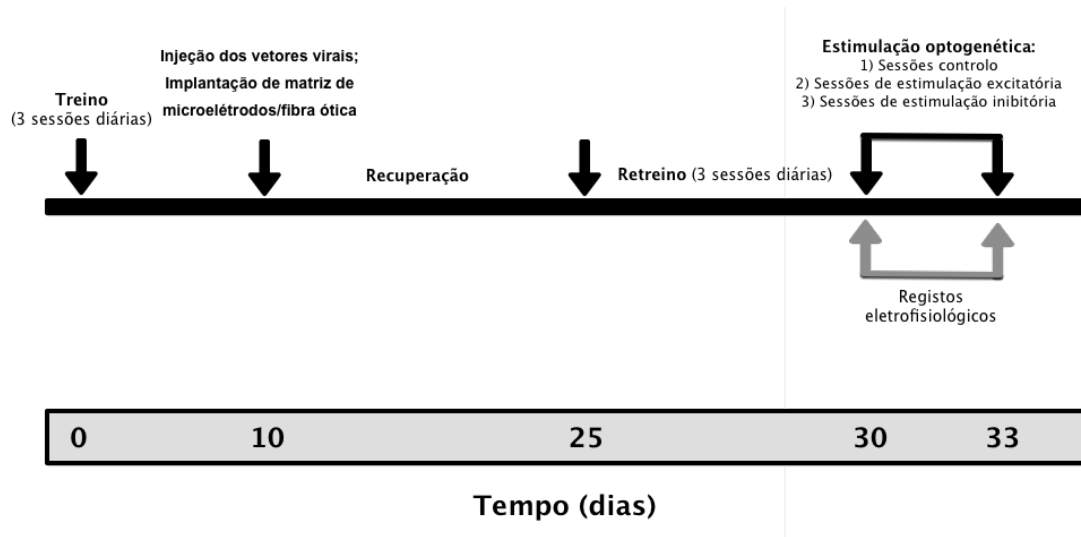 Treino
(3 sessões diárias)
Injeção dos vetores virais;
Implantação de matriz de
microelétrodos/fibra ótica
Recuperação
Retreino (3 sessões diárias)
Estimulação optogenética:
1) Sessões controlo
2) Sessões de estimulação excitatória
3) Sessões de estimulação inibitória
Registos
eletrofisiológicos
0 10 25 30 33
Tempo (dias)